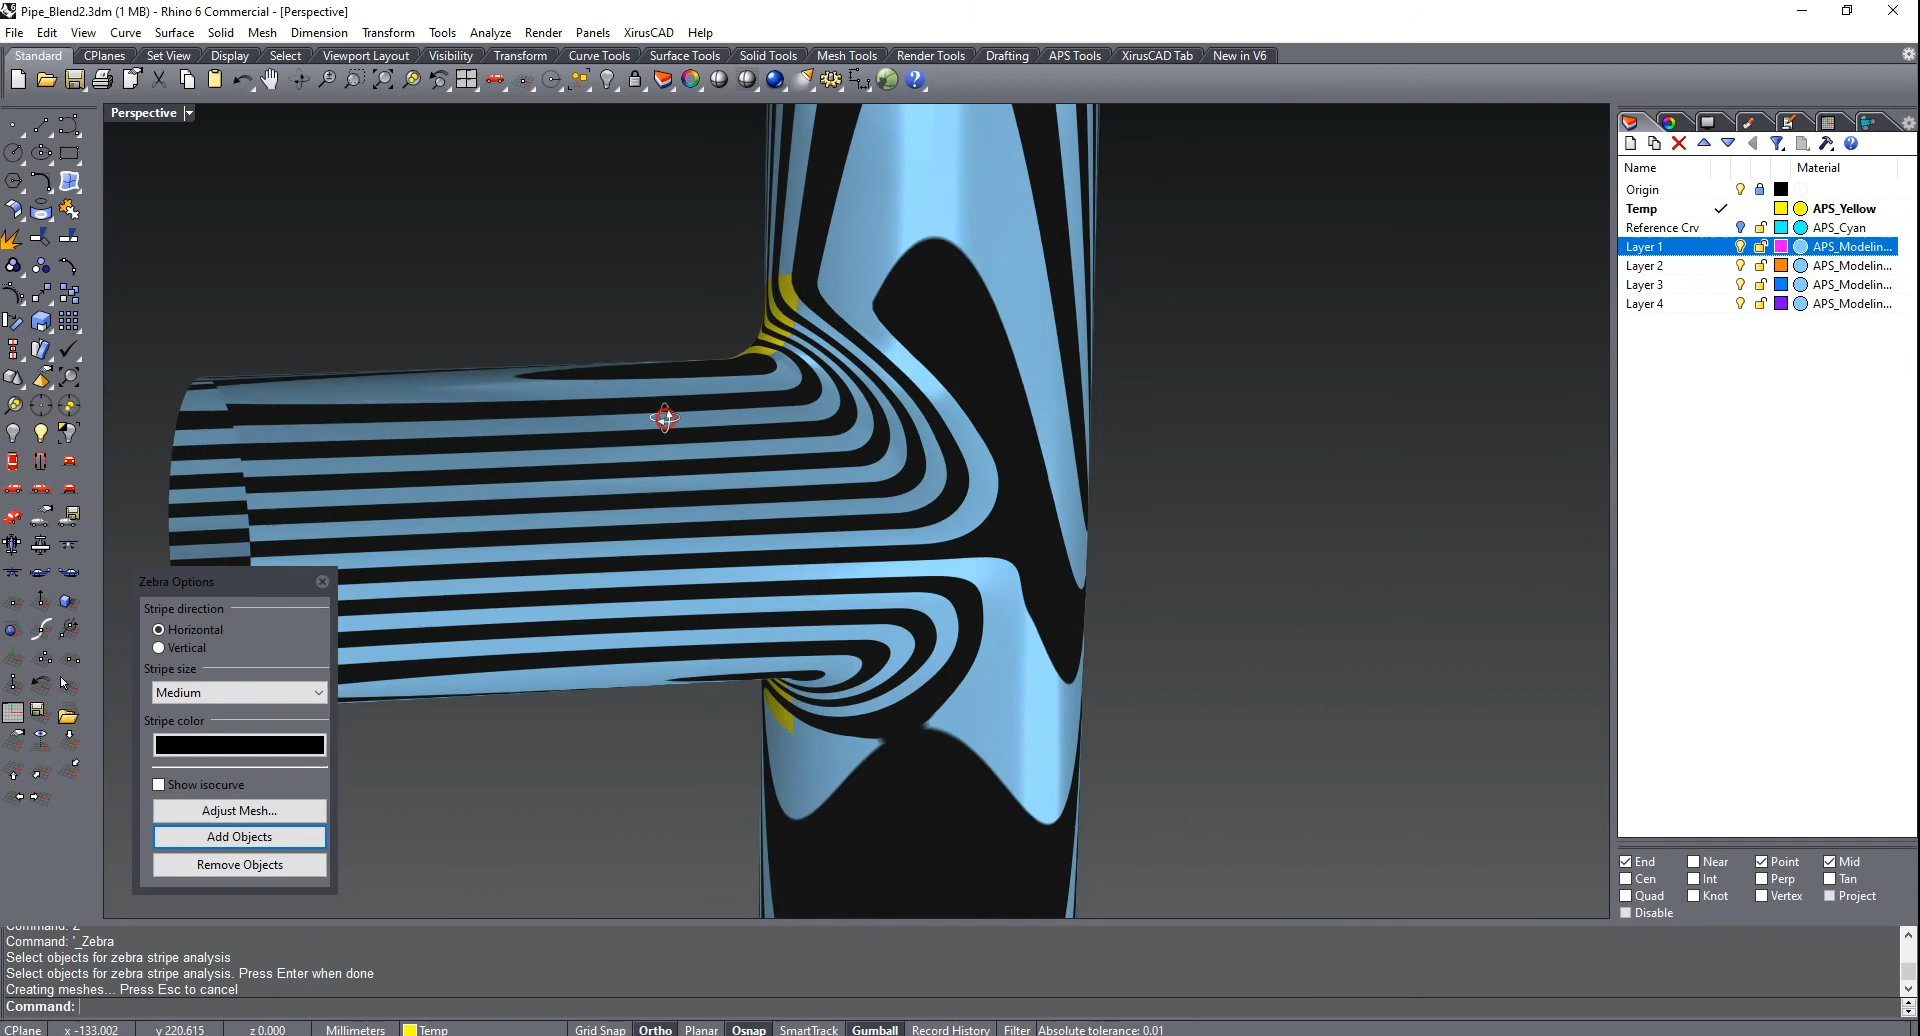 Pipe_Blend2.3dm (1 MB) - Rhino 6 Commercial - [Perspective]
File Edit View Curve Surface Solid Mesh Dimension Transform Tools Analyze Render Panels XirusCAD Help
Standard CPlanes Set View Display Select Viewport Layout Visibility Transform Curve Tools Surface Tools Solid Tools Mesh Tools Render Tools Drafting APS Tools XirusCAD Tab New in V6
Perspective
Name Material
Origin
Temp APS_Yellow
Reference Crv APS_Cyan
Layer 1 APS_Modelin...
Layer 2 APS_Modelin...
Layer 3 APS_Modelin...
Layer 4 APS_Modelin...
Zebra Options
Stripe direction
Horizontal
Vertical
Stripe size
Medium
Stripe color
Show isocurve
Adjust Mesh...
Add Objects
Remove Objects
End Near Point Mid
Cen Int Perp Tan
Quad Knot Vertex Project
Disable
Command: Z
Command: '_Zebra
Select objects for zebra stripe analysis
Select objects for zebra stripe analysis. Press Enter when done
Creating meshes... Press Esc to cancel
Command:
CPlane x -133.002 y 220.615 z 0.000 Millimeters Temp Grid Snap Ortho Planar Osnap SmartTrack Gumball Record History Filter Absolute tolerance: 0.01